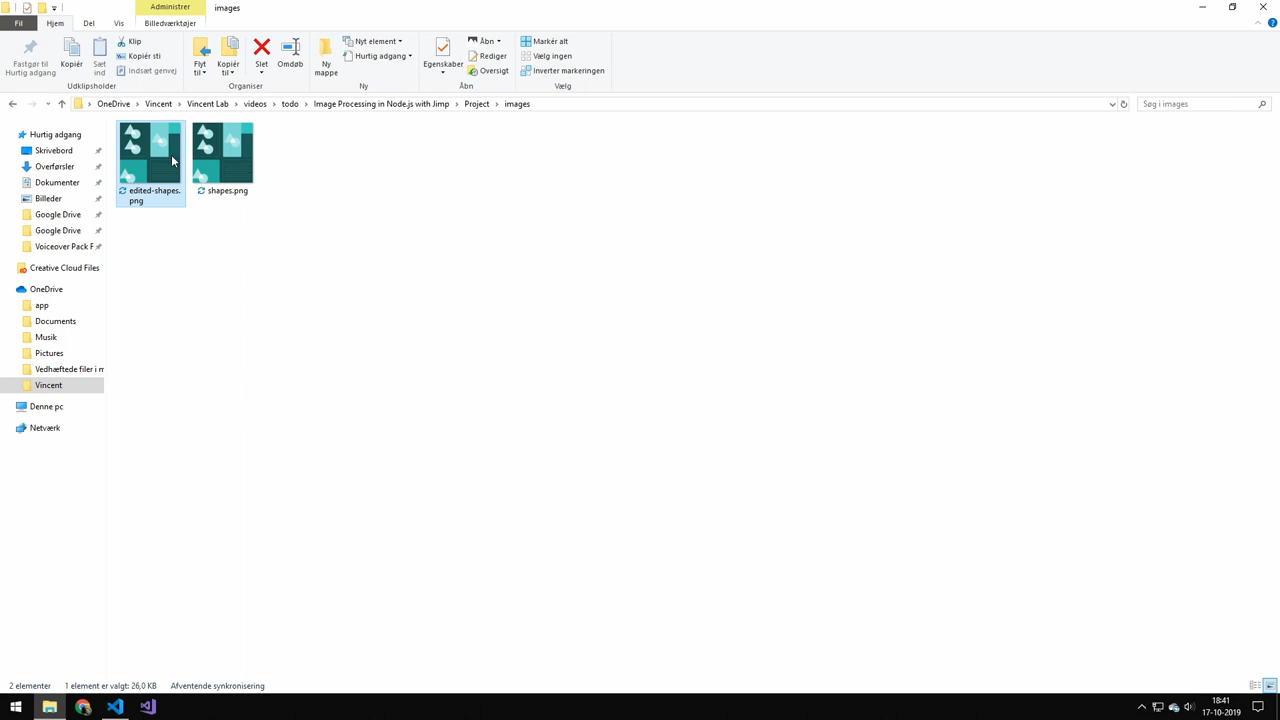 Administrer
images
Fil
Hjem
Del
Vis
Billedværktøjer
Fastgør til
Hurtig adgang
Kopiér
Sæt
ind
Klip
Kopiér sti
Indsæt genvej
Udklipsholder
Flyt
til
Kopiér
til
Slet
Omdøb
Organiser
Ny
mappe
Nyt element
Hurtig adgang
Ny
Egenskaber
Åbn
Rediger
Oversigt
Åbn
Markér alt
Vælg ingen
Inverter markeringen
Vælg
OneDrive
Vincent
Vincent Lab
videos
todo
Image Processing in Node.js with Jimp
Project
images
Søg i images
Hurtig adgang
Skrivebord
Overførsler
Dokumenter
Billeder
Google Drive
Google Drive
Voiceover Pack F
Creative Cloud Files
OneDrive
app
Documents
Musik
Pictures
Vedhæftede filer i m
Vincent
Denne pc
Netværk
edited-shapes.
png
shapes.png
2 elementer
1 element er valgt: 26,0 KB
Afventende synkronisering
18:41
17-10-2019